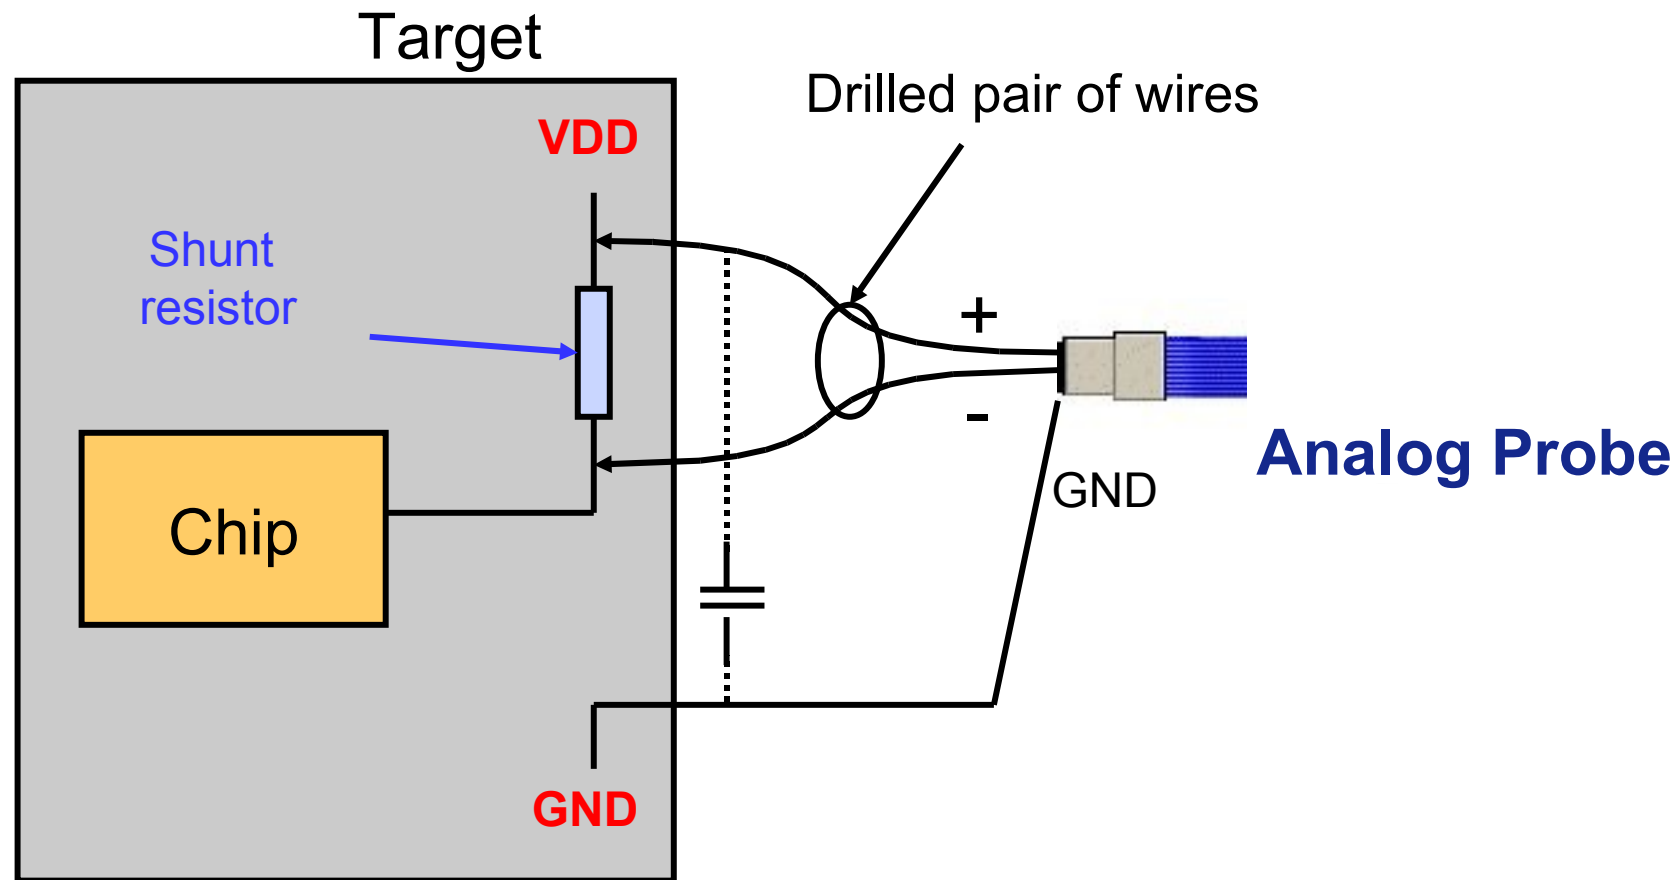 Target
Drilled pair of wires
VDD
Shunt
resistor
+
-
Analog Probe
GND
Chip
GND